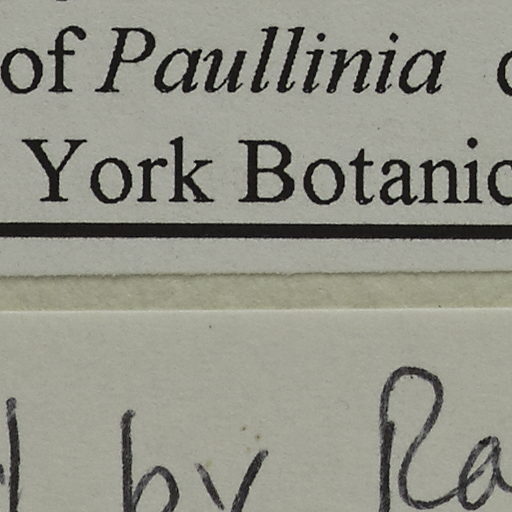 of Paullinia
York Botanic
by Ra